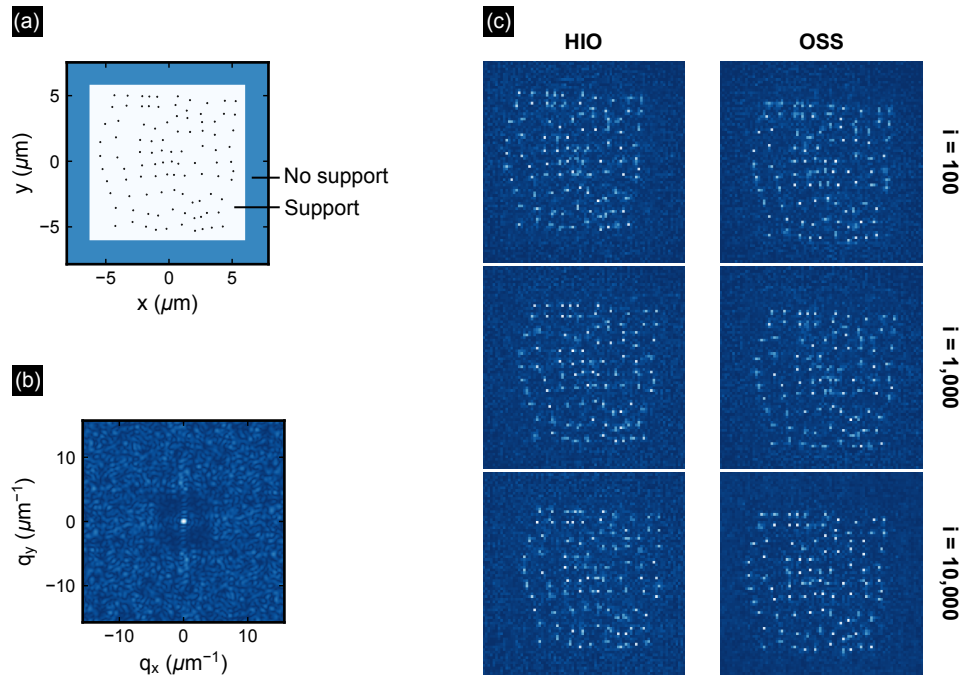 (a)
5
0
−5
y (µm)
−5
0
5
x (µm)
No support
Support
(b)
10
0
−10
q_y (µm⁻¹)
−10
0
10
q_x (µm⁻¹)
(c)
HIO
OSS
i = 100
i = 1,000
i = 10,000